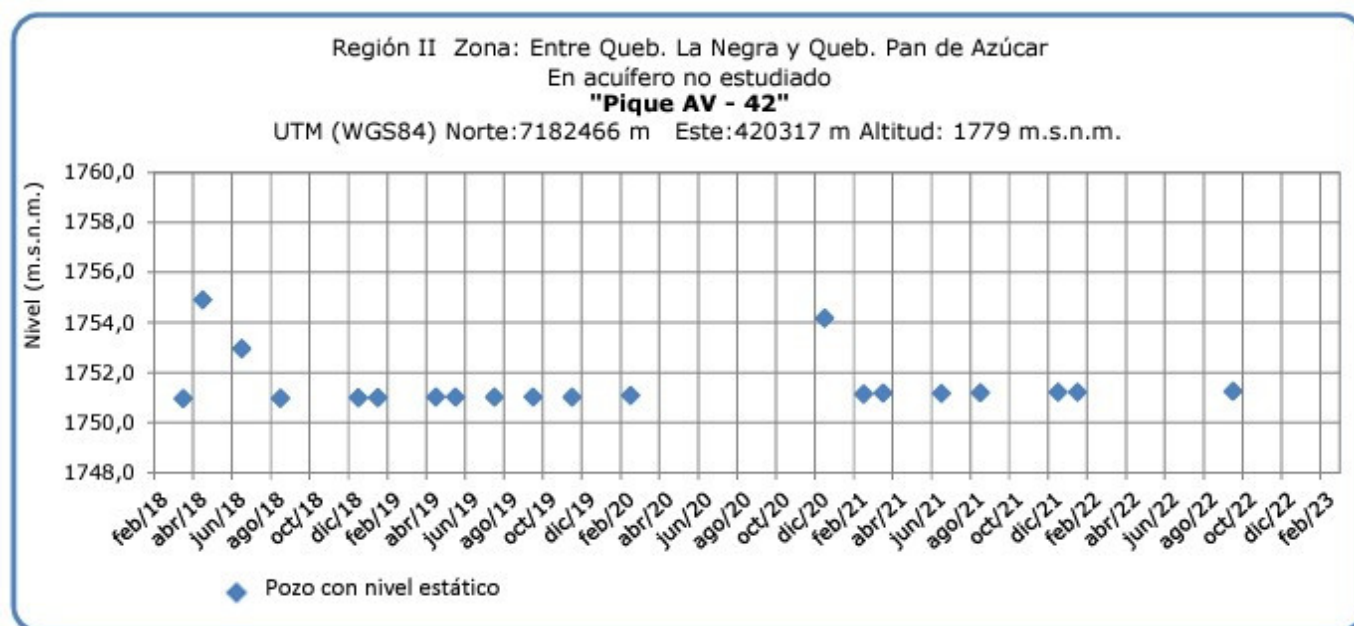 Región II Zona: Entre Queb. La Negra y Queb. Pan de Azúcar
En acuífero no estudiado
"Pique AV - 42"
UTM (WGS84) Norte:7182466 m Este:420317 m Altitud: 1779 m.s.n.m.
Nivel (m.s.n.m.)
1760,0
1758,0
1756,0
1754,0
1752,0
1750,0
1748,0
feb/18
abr/18
jun/18
ago/18
oct/18
dic/18
feb/19
abr/19
jun/19
ago/19
oct/19
dic/19
feb/20
abr/20
jun/20
ago/20
oct/20
dic/20
feb/21
abr/21
jun/21
ago/21
oct/21
dic/21
feb/22
abr/22
jun/22
ago/22
oct/22
dic/22
feb/23
Pozo con nivel estático